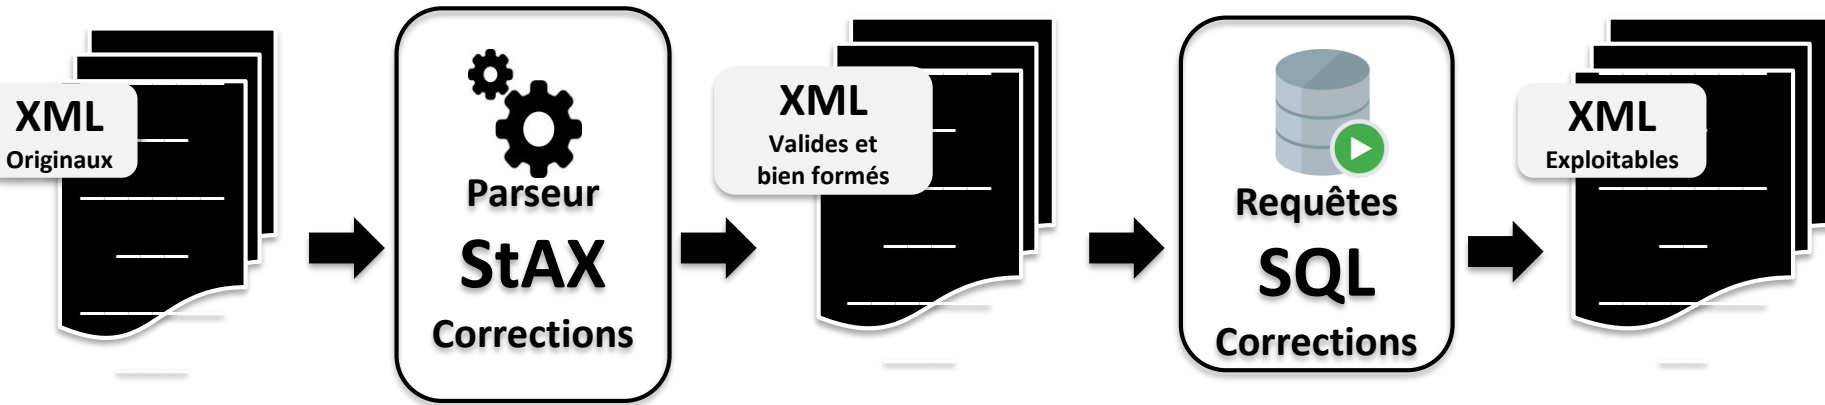 XML
Originaux
Parseur
StAX
Corrections
XML
Valides et
bien formés
Requêtes
SQL
Corrections
XML
Exploitables